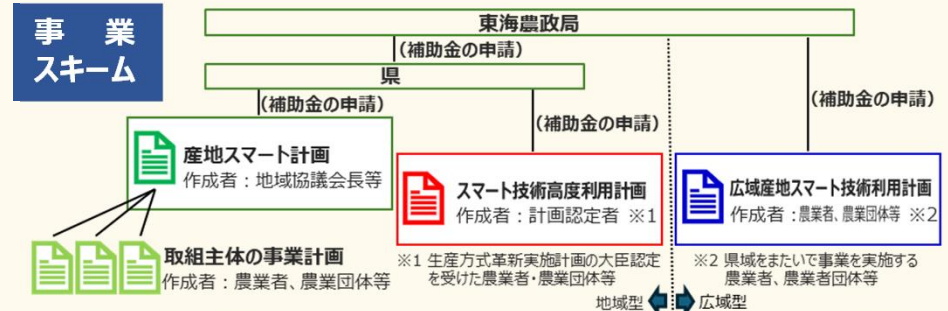 事 業
スキーム
東海農政局
(補助金の申請)
県
(補助金の申請)
(補助金の申請)
(補助金の申請)
産地スマート計画
作成者：地域協議会長等
スマート技術高度利用計画
作成者：計画認定者 ※1
広域産地スマート技術利用計画
作成者：農業者、農業団体等 ※2
取組主体の事業計画
作成者：農業者、農業団体等
※1 生産方式革新実施計画の大臣認定
を受けた農業者・農業団体等
※2 県域をまたいで事業を実施する
農業者、農業者団体等
地域型
広域型